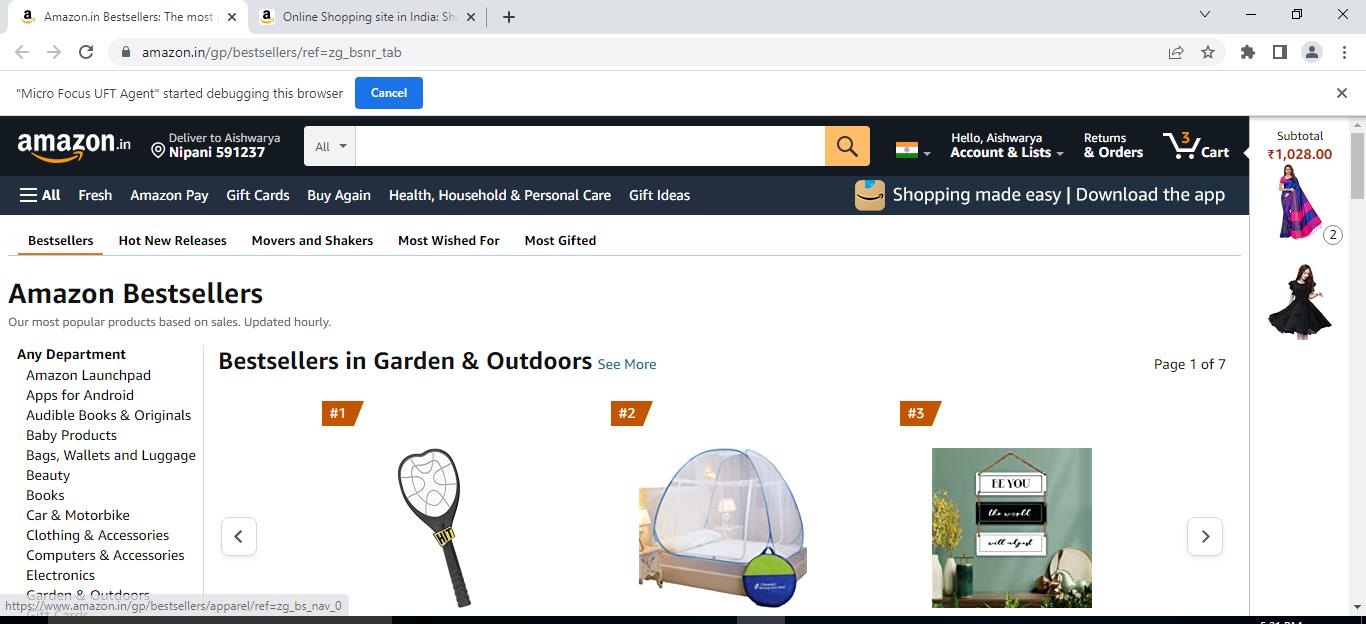 Amazon.in Bestsellers: The most
Online Shopping site in India: Sh
amazon.in/gp/bestsellers/ref=zg_bsnr_tab
"Micro Focus UFT Agent" started debugging this browser
Cancel
amazon.in
Deliver to Aishwarya
Nipani 591237
All
Hello, Aishwarya
Account & Lists
Returns
& Orders
3
Cart
Subtotal
₹1,028.00
2
All
Fresh
Amazon Pay
Gift Cards
Buy Again
Health, Household & Personal Care
Gift Ideas
Shopping made easy | Download the app
Bestsellers
Hot New Releases
Movers and Shakers
Most Wished For
Most Gifted
Amazon Bestsellers
Our most popular products based on sales. Updated hourly.
Any Department
Amazon Launchpad
Apps for Android
Audible Books & Originals
Baby Products
Bags, Wallets and Luggage
Beauty
Books
Car & Motorbike
Clothing & Accessories
Computers & Accessories
Electronics
Garden & Outdoors
Bestsellers in Garden & Outdoors See More
Page 1 of 7
#1
#2
#3
HIT
BE YOU
the world
will adjust
https://www.amazon.in/gp/bestsellers/apparel/ref=zg_bs_nav_0